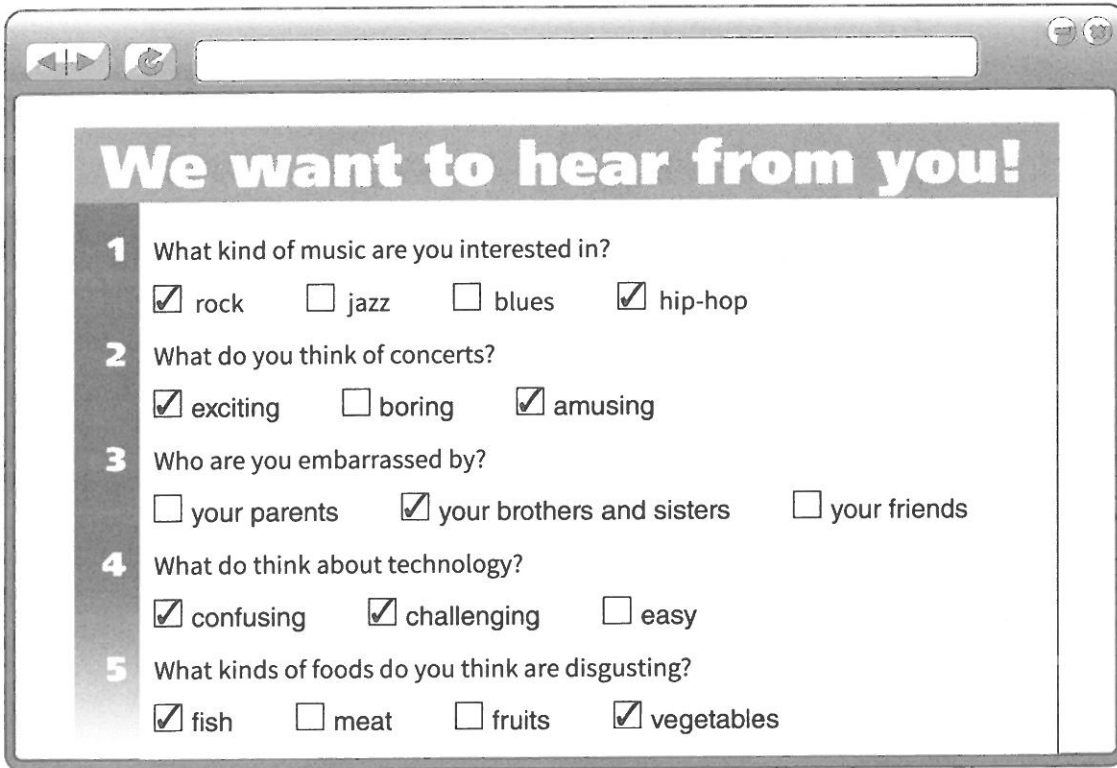 We want to hear from you!
1 What kind of music are you interested in?
rock jazz blues hip-hop
2 What do you think of concerts?
exciting boring amusing
3 Who are you embarrassed by?
your parents your brothers and sisters your friends
4 What do think about technology?
confusing challenging easy
5 What kinds of foods do you think are disgusting?
fish meat fruits vegetables